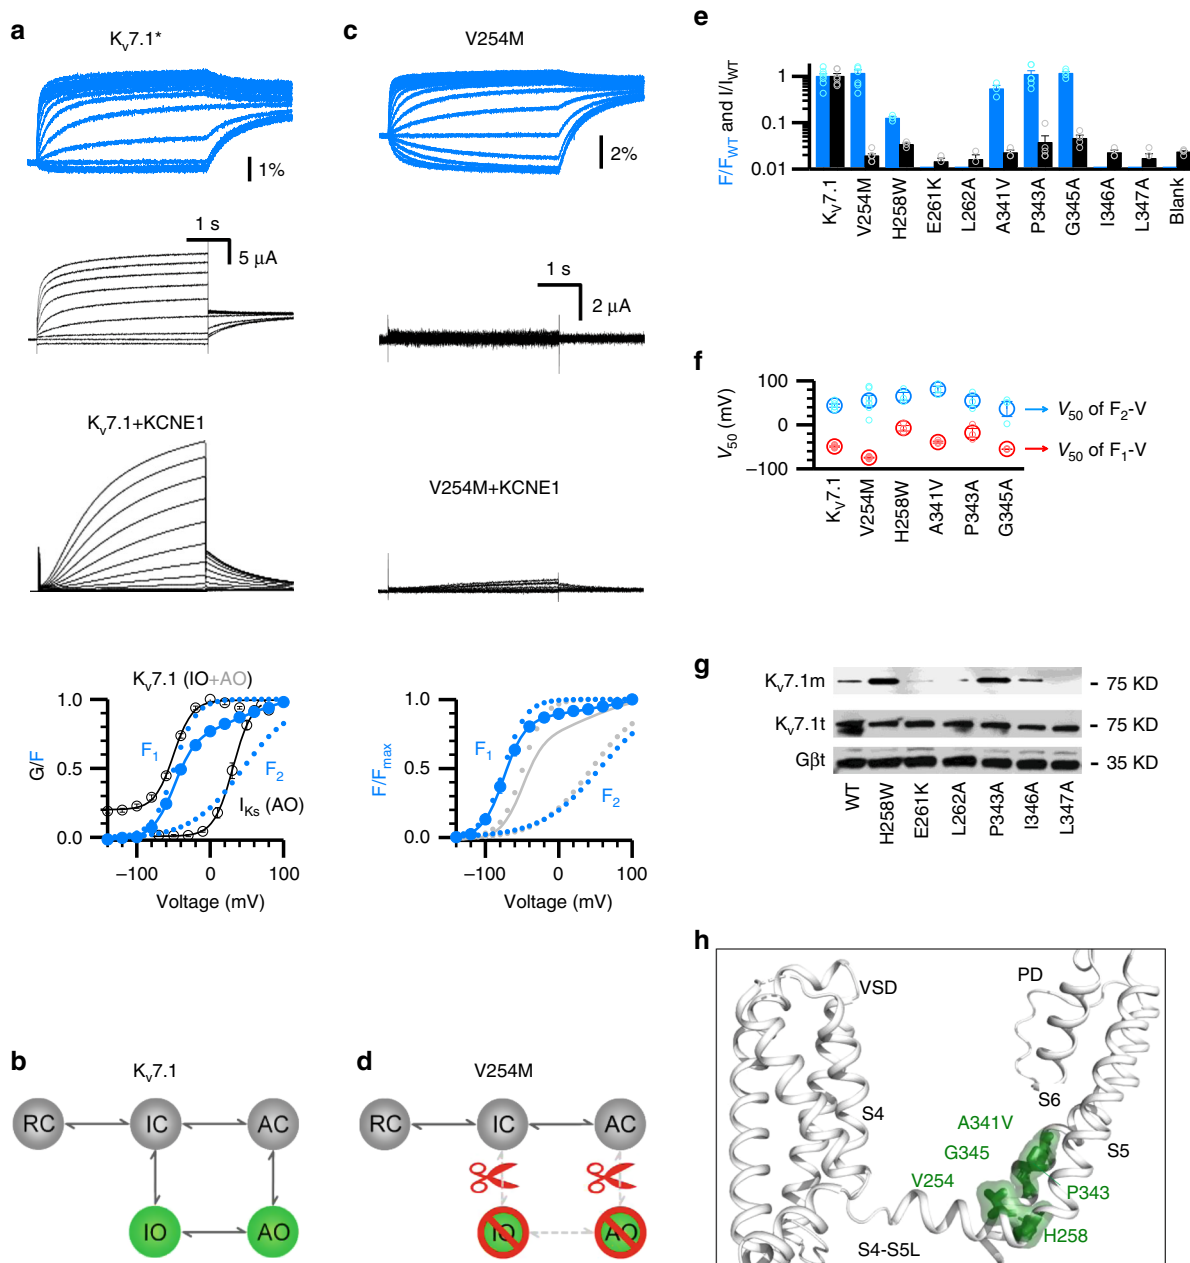 a
Kv7.1*
1%
1 s
5 μA
Kv7.1+KCNE1
Kv7.1 (IO+AO)
1.0
0.5
0.0
G/F
F1
F2
IKs (AO)
−100
0
100
Voltage (mV)
b
Kv7.1
RC
IC
AC
IO
AO
c
V254M
2%
1 s
2 μA
V254M+KCNE1
1.0
0.5
0.0
F/Fmax
F1
F2
−100
0
100
Voltage (mV)
d
V254M
RC
IC
AC
IO
AO
e
F/FWT and I/IWT
1
0.1
0.01
Kv7.1
V254M
H258W
E261K
L262A
A341V
P343A
G345A
I346A
L347A
Blank
f
V50 (mV)
100
0
−100
V50 of F2-V
V50 of F1-V
Kv7.1
V254M
H258W
A341V
P343A
G345A
g
Kv7.1m
- 75 KD
Kv7.1t
- 75 KD
Gβt
- 35 KD
WT
H258W
E261K
L262A
P343A
I346A
L347A
h
VSD
PD
S4
S6
A341V
G345
S5
V254
P343
H258
S4-S5L